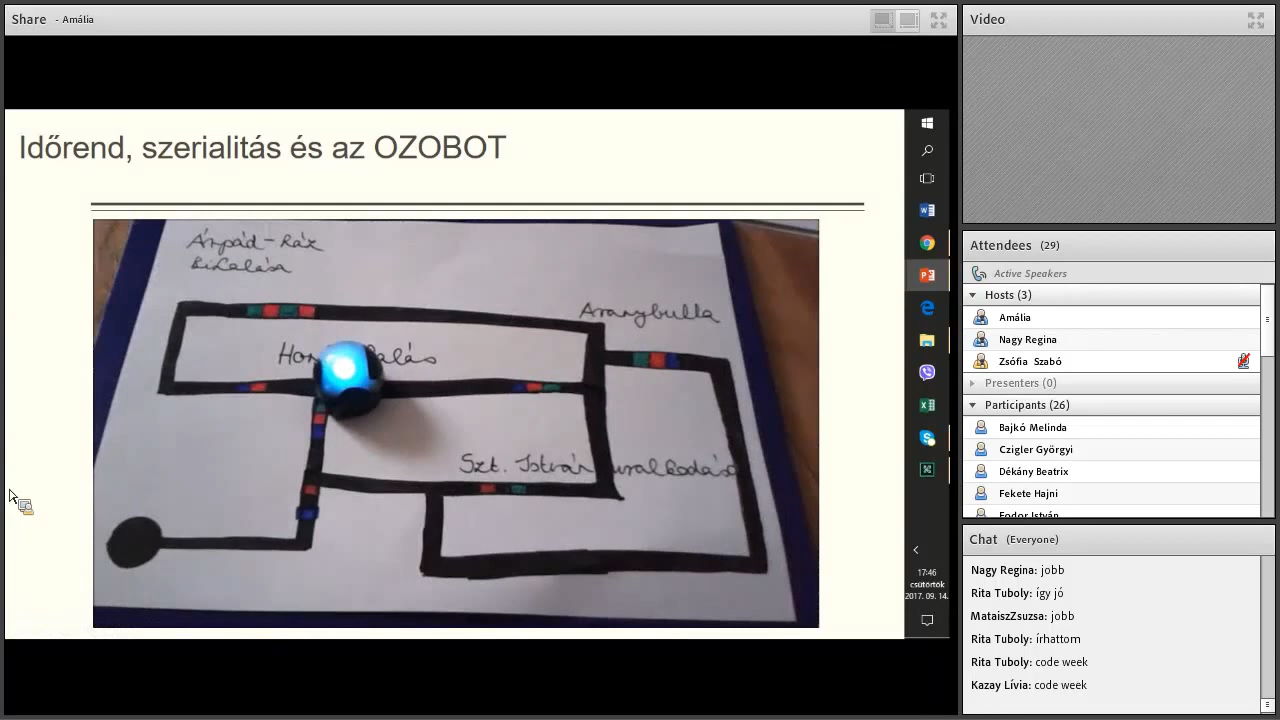 Share - Amália
Időrend, szerialitás és az OZOBOT
Árpád-ház
Aranybulla
Szt. István uralkodása
17:46
csütörtök
2017. 09. 14.
Video
Attendees (29)
Active Speakers
Hosts (3)
Amália
Nagy Regina
Zsófia Szabó
Presenters (0)
Participants (26)
Bajkó Melinda
Czigler Györgyi
Dékány Beatrix
Fekete Hajni
Fodor István
Chat (Everyone)
Nagy Regina: jobb
Rita Tuboly: így jó
MataiszZsuzsa: jobb
Rita Tuboly: írhattom
Rita Tuboly: code week
Kazay Lívia: code week